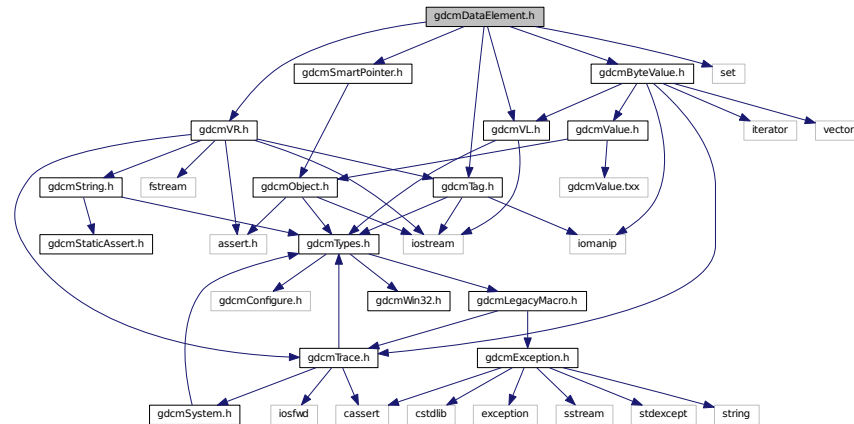 gdcmDataElement.h
gdcmSmartPointer.h
gdcmByteValue.h
set
gdcmVR.h
gdcmVL.h
gdcmValue.h
iterator
vector
gdcmString.h
fstream
gdcmObject.h
gdcmTag.h
gdcmValue.txx
gdcmStaticAssert.h
assert.h
gdcmTypes.h
iostream
iomanip
gdcmConfigure.h
gdcmWin32.h
gdcmLegacyMacro.h
gdcmTrace.h
gdcmException.h
gdcmSystem.h
iosfwd
cassert
cstdlib
exception
sstream
stdexcept
string